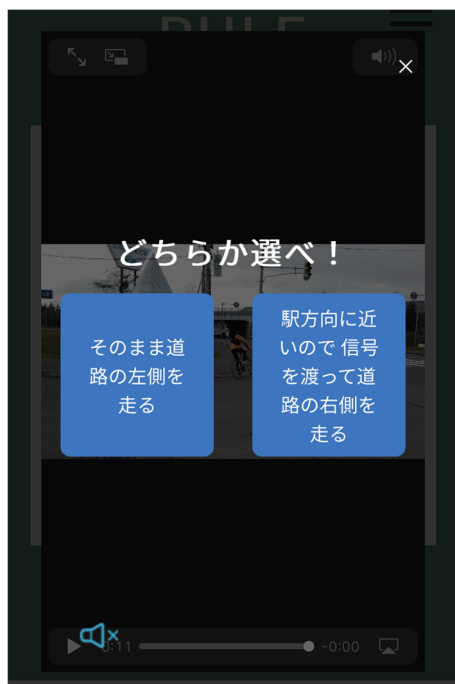 RULE
どちらか選べ！
そのまま道
路の左側を
走る
駅方向に近
いので 信号
を渡って道
路の右側を
走る
0:11
-0:00